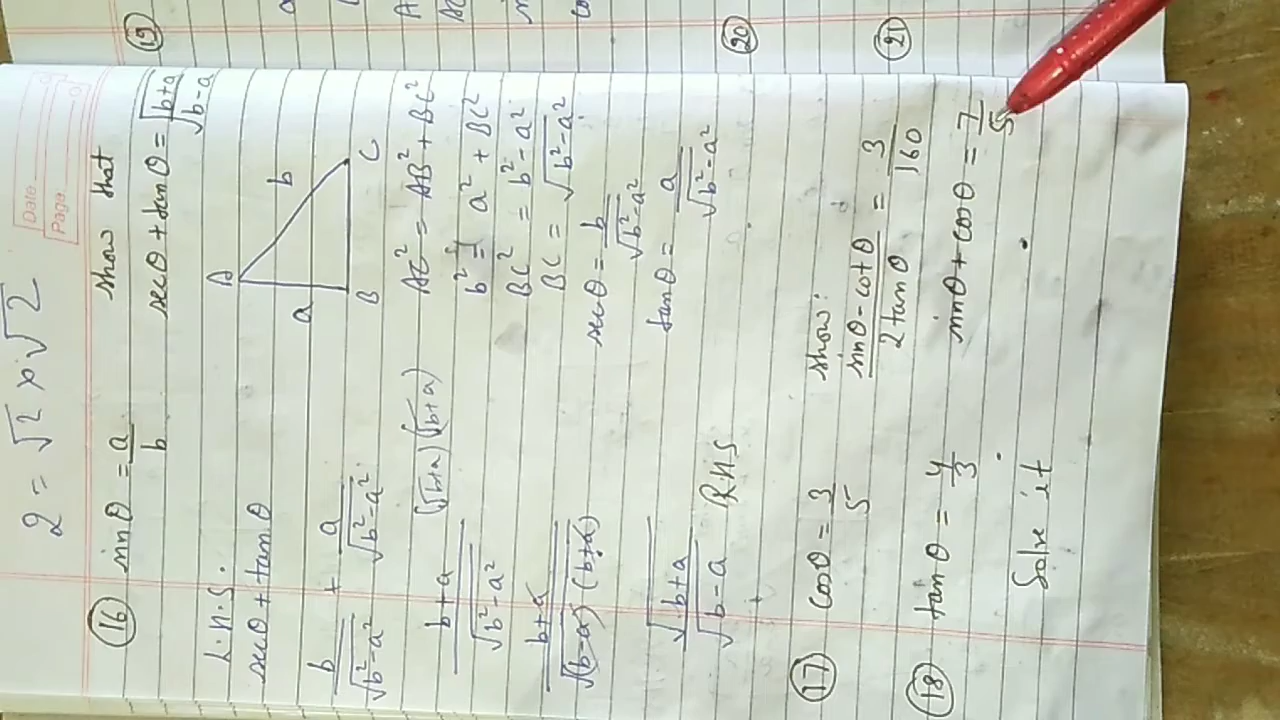 2 = √2 × √2
Date
Page
(16) sinθ = a/b show that
secθ + tanθ = √b+a/√b-a
L.H.S.
secθ + tanθ
b/√b²-a² + a/√b²-a²
b+a/√b²-a² (√b+a)(√b+a)
b+a/√(b-a)(b+a)
√b+a/√b-a RHS
A
a
b
B
C
AC² = AB² + BC²
b² = a² + BC²
BC² = b² - a²
BC = √b²-a²
secθ = b/√b²-a²
tanθ = a/√b²-a²
(17) cosθ = 3/5 show:
sinθ - cotθ/2tanθ = 3/160
(18) tanθ = 4/3 sinθ + cosθ = 7/5
Solve it
(19)
(20)
(21)